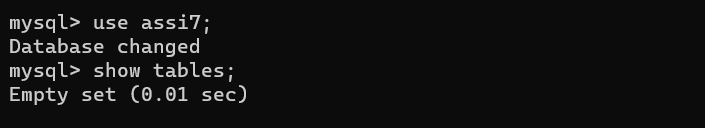 mysql> use assi7;
Database changed
mysql> show tables;
Empty set (0.01 sec)